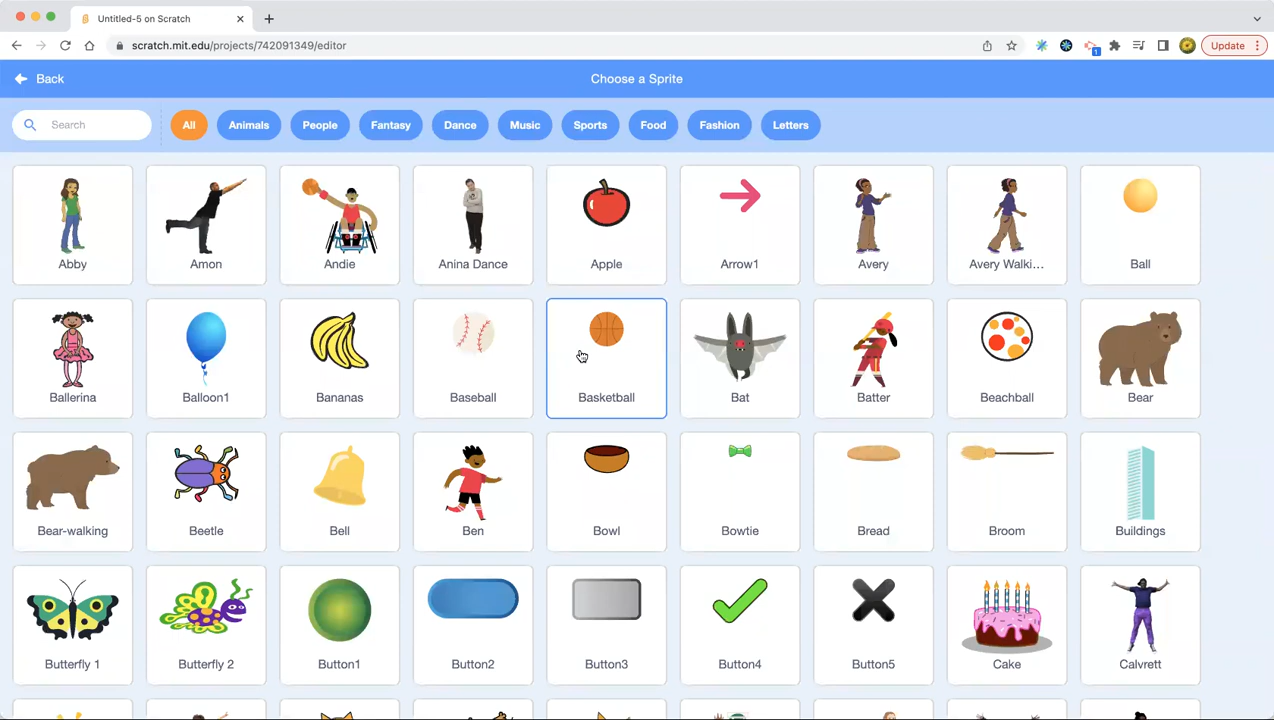 Untitled-5 on Scratch
scratch.mit.edu/projects/742091349/editor
1
Update
Back
Choose a Sprite
Search
All
Animals
People
Fantasy
Dance
Music
Sports
Food
Fashion
Letters
Abby
Amon
Andie
Anina Dance
Apple
Arrow1
Avery
Avery Walki...
Ball
Ballerina
Balloon1
Bananas
Baseball
Basketball
Bat
Batter
Beachball
Bear
Bear-walking
Beetle
Bell
Ben
Bowl
Bowtie
Bread
Broom
Buildings
Butterfly 1
Butterfly 2
Button1
Button2
Button3
Button4
Button5
Cake
Calvrett